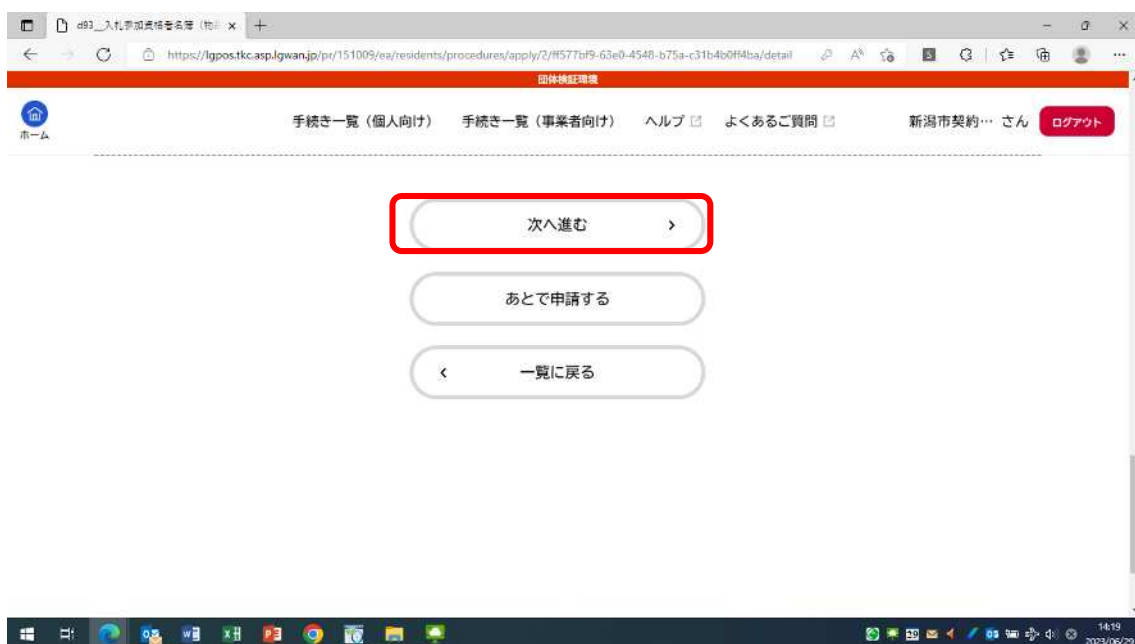 d93__入札参加資格者名簿（物
https://lgpos.tkc.asp.lgwan.jp/pr/151009/ea/residents/procedures/apply/2/ff577bf9-63e0-4548-b75a-c31b4b0ff4ba/detail
団体検証環境
ホーム
手続き一覧（個人向け） 手続き一覧（事業者向け） ヘルプ よくあるご質問 新潟市契約… さん ログアウト
次へ進む
あとで申請する
一覧に戻る
14:19
2023/06/29